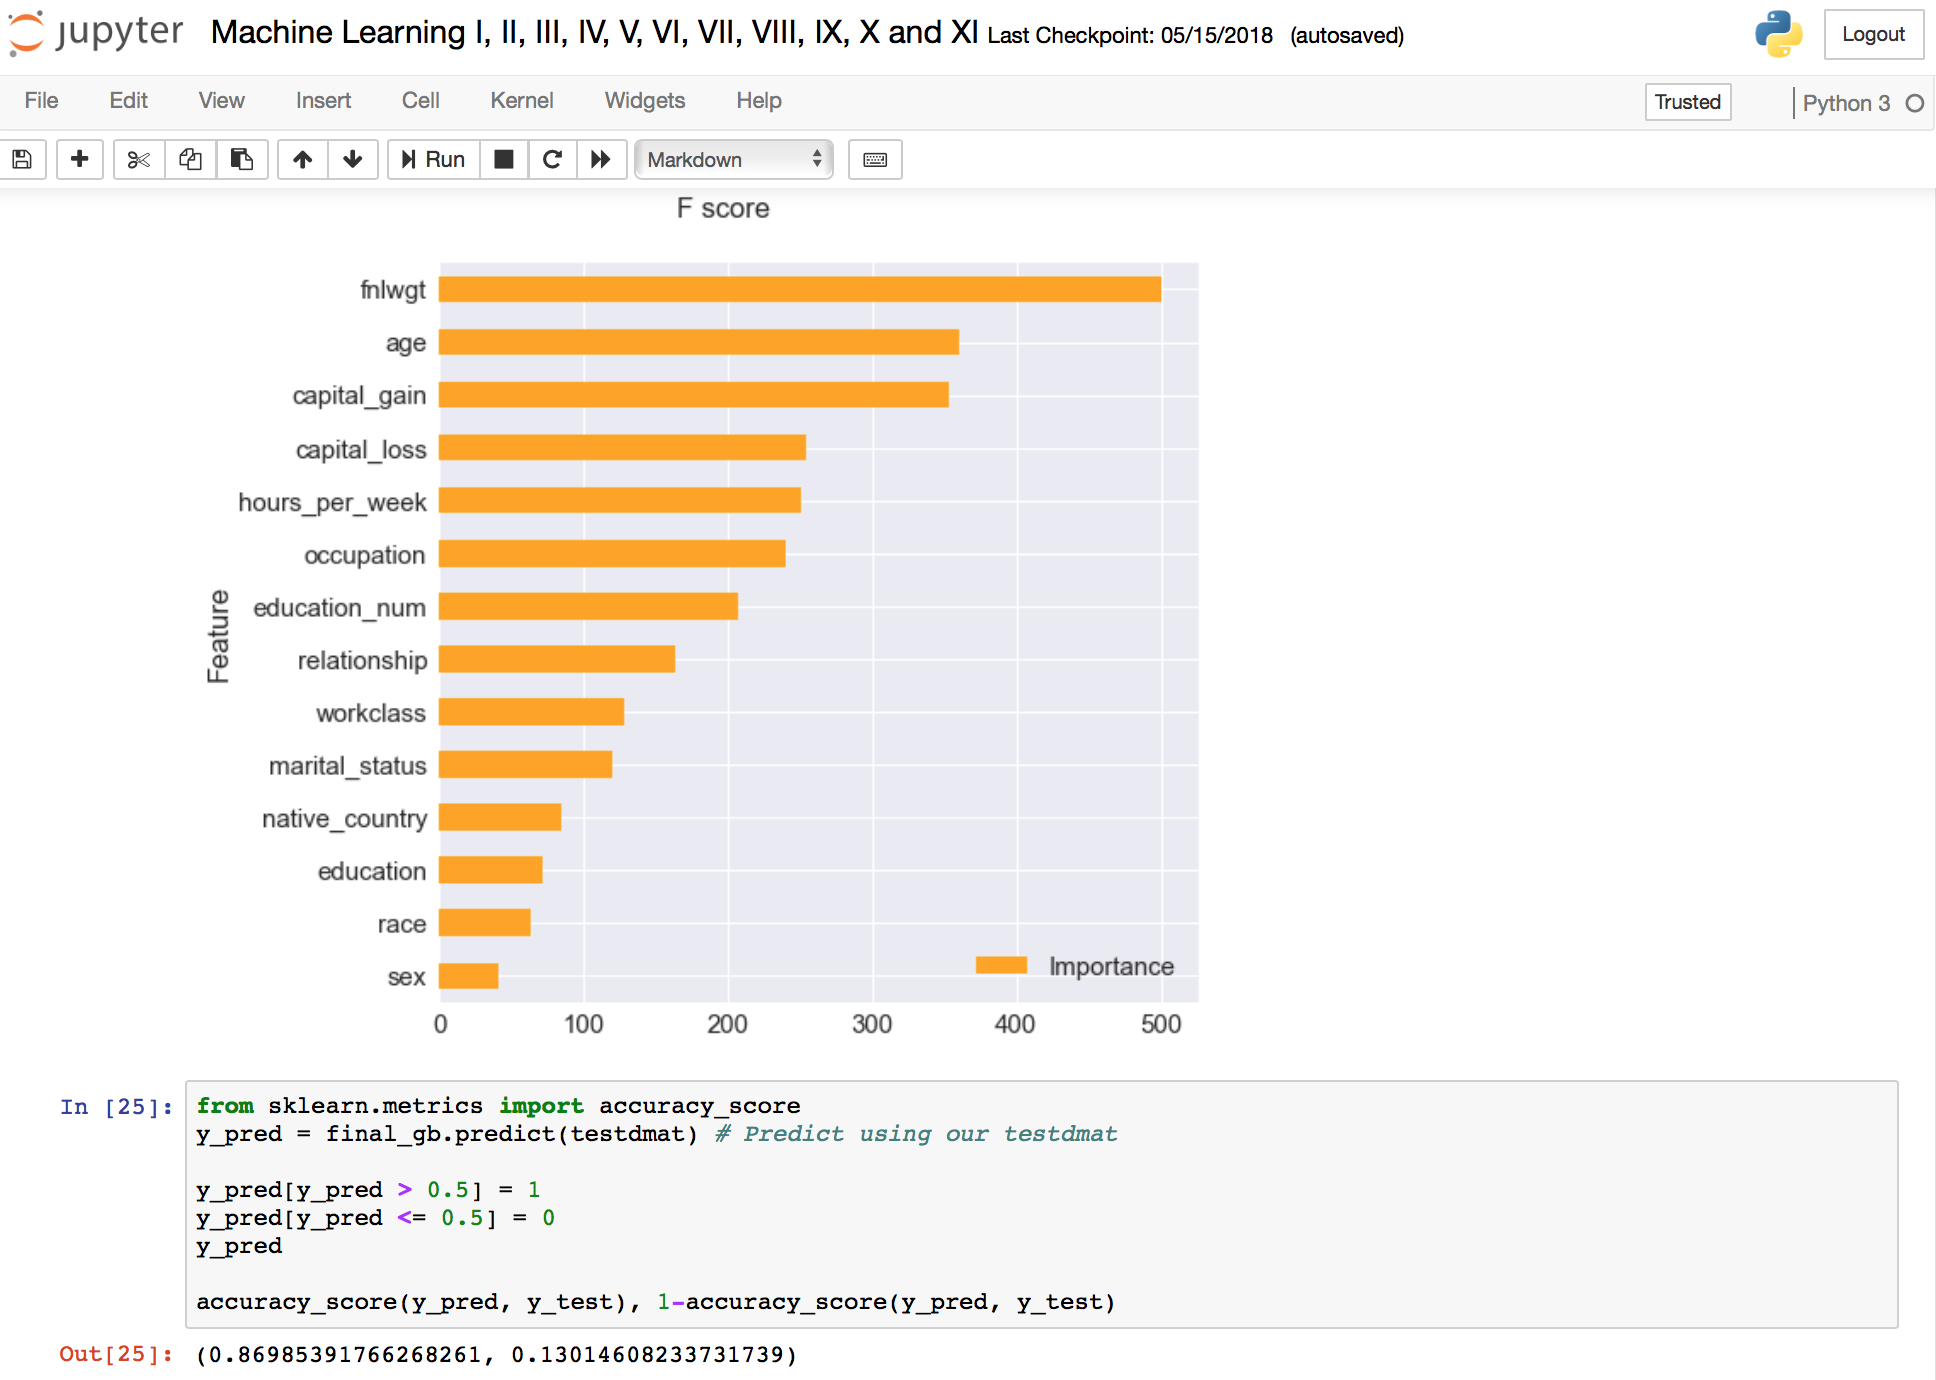 jupyter Machine Learning I, II, III, IV, V, VI, VII, VIII, IX, X and XI Last Checkpoint: 05/15/2018 (autosaved) Logout
File Edit View Insert Cell Kernel Widgets Help Trusted Python 3
Run Markdown
F score
fnlwgt
age
capital_gain
capital_loss
hours_per_week
occupation
education_num
Feature
relationship
workclass
marital_status
native_country
education
race
Importance
sex
0 100 200 300 400 500
In [25]: from sklearn.metrics import accuracy_score
y_pred = final_gb.predict(testdmat) # Predict using our testdmat
y_pred[y_pred > 0.5] = 1
y_pred[y_pred <= 0.5] = 0
y_pred
accuracy_score(y_pred, y_test), 1-accuracy_score(y_pred, y_test)
Out[25]: (0.86985391766268261, 0.13014608233731739)